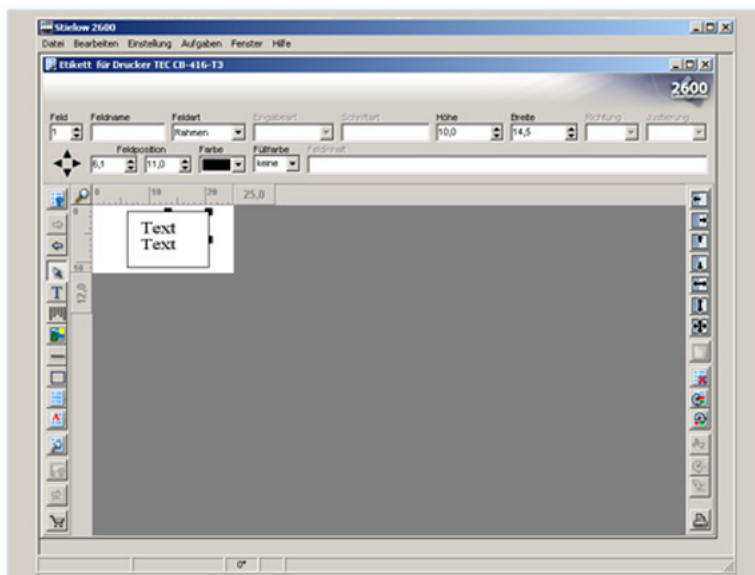 Stielow 2600
Datei Bearbeiten Einstellung Aufgaben Fenster Hilfe
Etikett für Drucker TEC CB-416-T3
2600
Feld Feldname Feldart Eingabeart Schriftart Höhe Breite Richtung Justierung
1 Rahmen 10,0 14,5
Feldposition Farbe Füllfarbe Feldinhalt
6,1 11,0 keine
0 10 20 25,0
0
Text
Text
10
12,0
T
A
0°